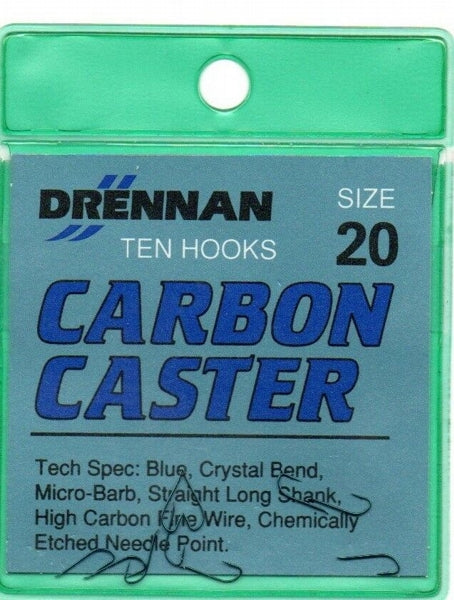 DRENNAN
SIZE
20
TEN HOOKS
CARBON
CASTER
Tech Spec: Blue, Crystal Bend,
Micro-Barb, Straight Long Shank,
High Carbon Fine Wire, Chemically
Etched Needle Point.